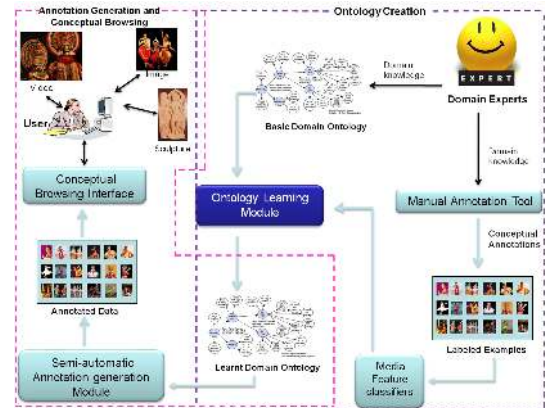 Annotation Generation and
Conceptual Browsing
Ontology Creation
Video
Image
User
Sculpture
Domain
knowledge
EXPERT
Domain Experts
Basic Domain Ontology
Domain
knowledge
Conceptual
Browsing Interface
Ontology Learning
Module
Manual Annotation Tool
Conceptual
Annotations
Annotated Data
Labeled Examples
Learnt Domain Ontology
Semi-automatic
Annotation generation
Module
Media
Feature
classifiers